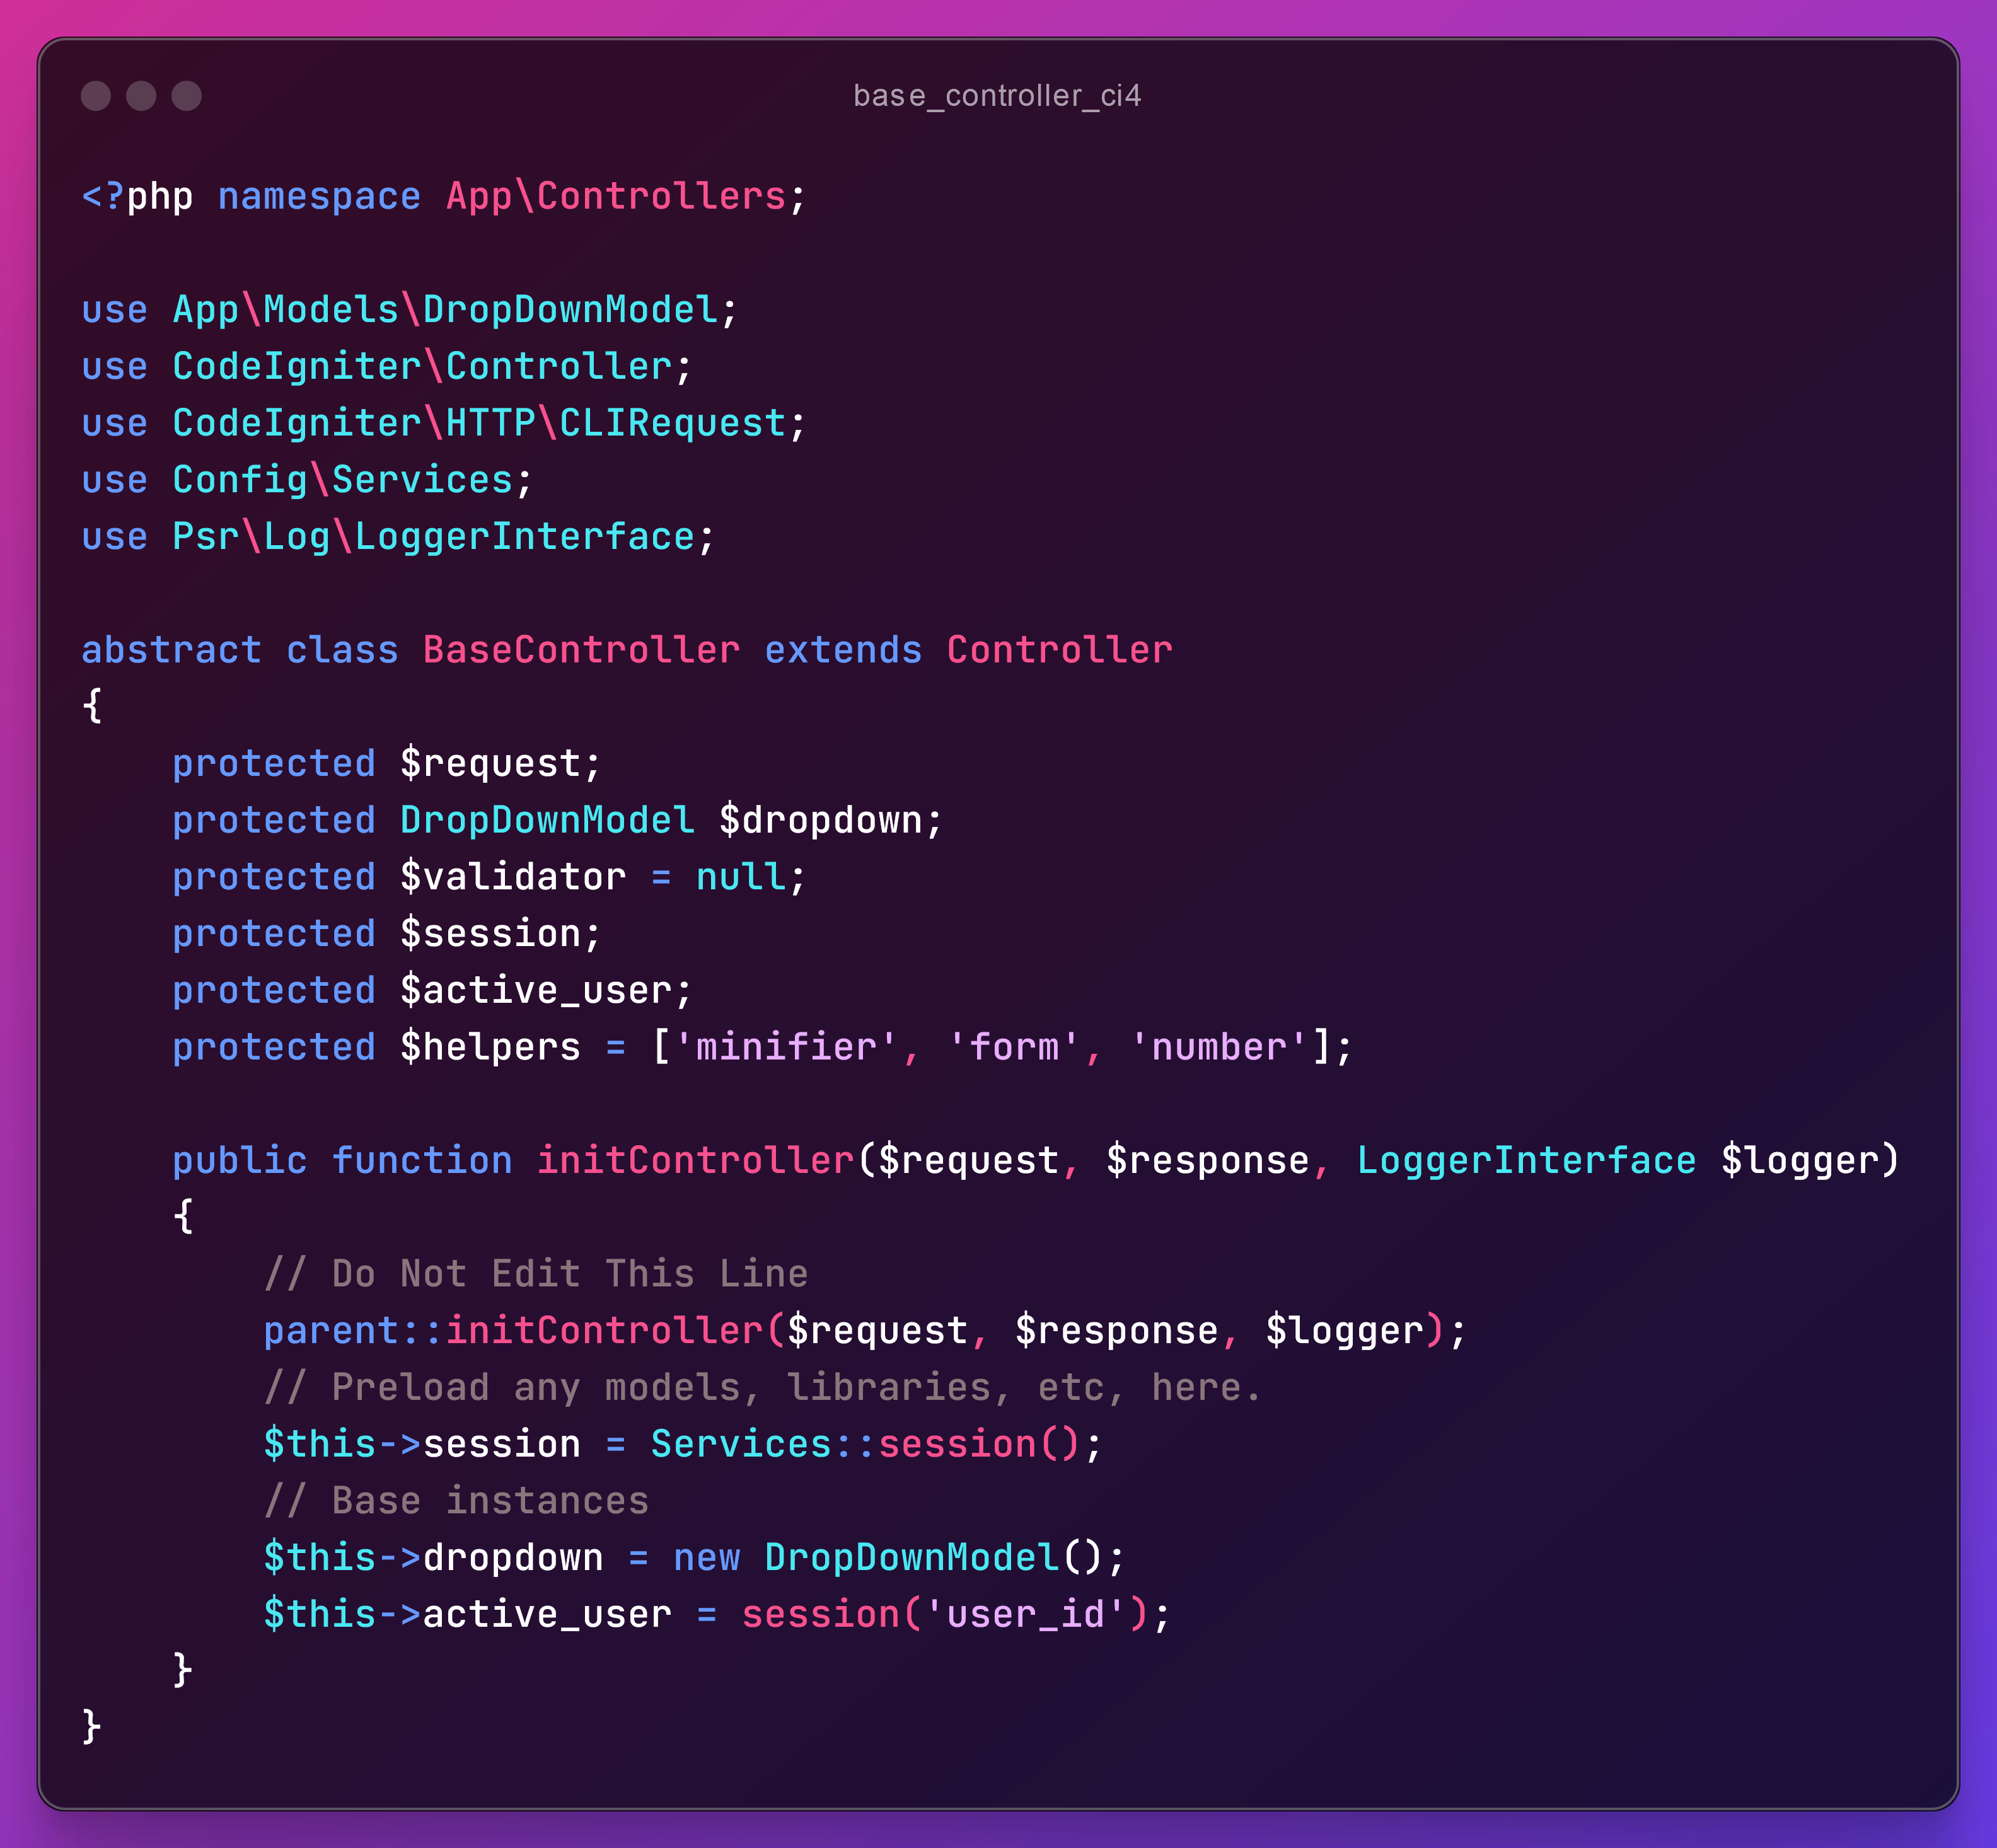 base_controller_ci4
<?php namespace App\Controllers;
use App\Models\DropDownModel;
use CodeIgniter\Controller;
use CodeIgniter\HTTP\CLIRequest;
use Config\Services;
use Psr\Log\LoggerInterface;
abstract class BaseController extends Controller
{
    protected $request;
    protected DropDownModel $dropdown;
    protected $validator = null;
    protected $session;
    protected $active_user;
    protected $helpers = ['minifier', 'form', 'number'];
    public function initController($request, $response, LoggerInterface $logger)
    {
        // Do Not Edit This Line
        parent::initController($request, $response, $logger);
        // Preload any models, libraries, etc, here.
        $this->session = Services::session();
        // Base instances
        $this->dropdown = new DropDownModel();
        $this->active_user = session('user_id');
    }
}